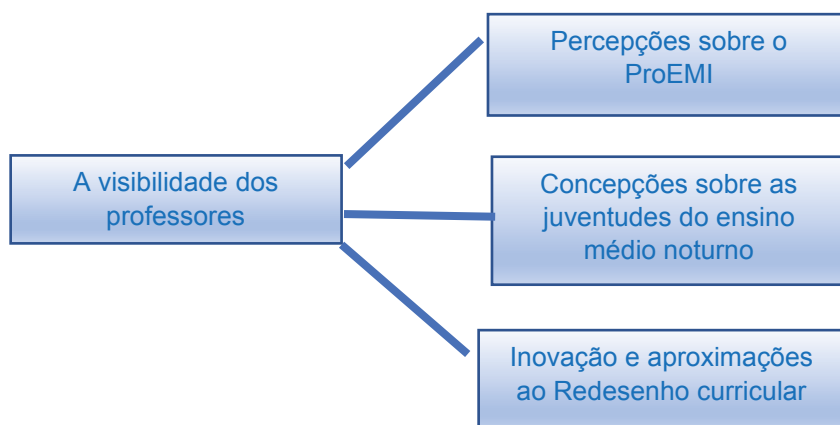 Percepções sobre o
ProEMI
A visibilidade dos
professores
Concepções sobre as
juventudes do ensino
médio noturno
Inovação e aproximações
ao Redesenho curricular